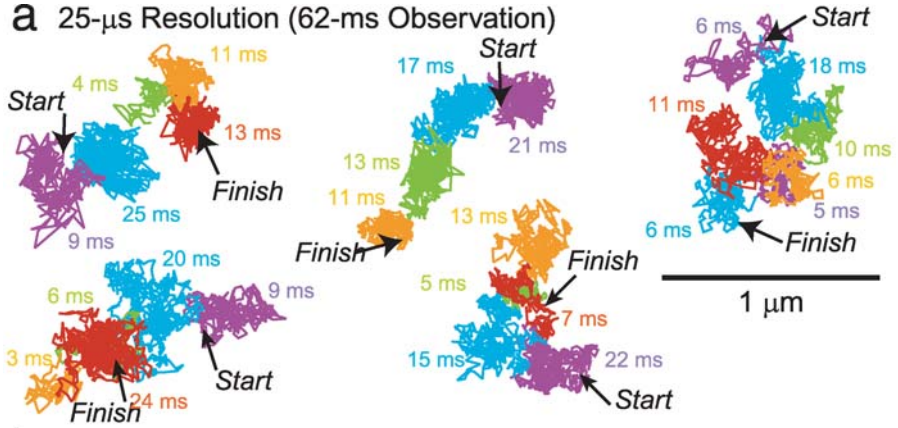 a 25-μs Resolution (62-ms Observation)
Start
4 ms
11 ms
13 ms
Finish
25 ms
9 ms
17 ms
Start
21 ms
13 ms
11 ms
Finish
6 ms
Start
18 ms
11 ms
10 ms
6 ms
5 ms
6 ms
Finish
1 μm
20 ms
9 ms
6 ms
3 ms
Start
Finish
24 ms
13 ms
Finish
5 ms
7 ms
15 ms
22 ms
Start